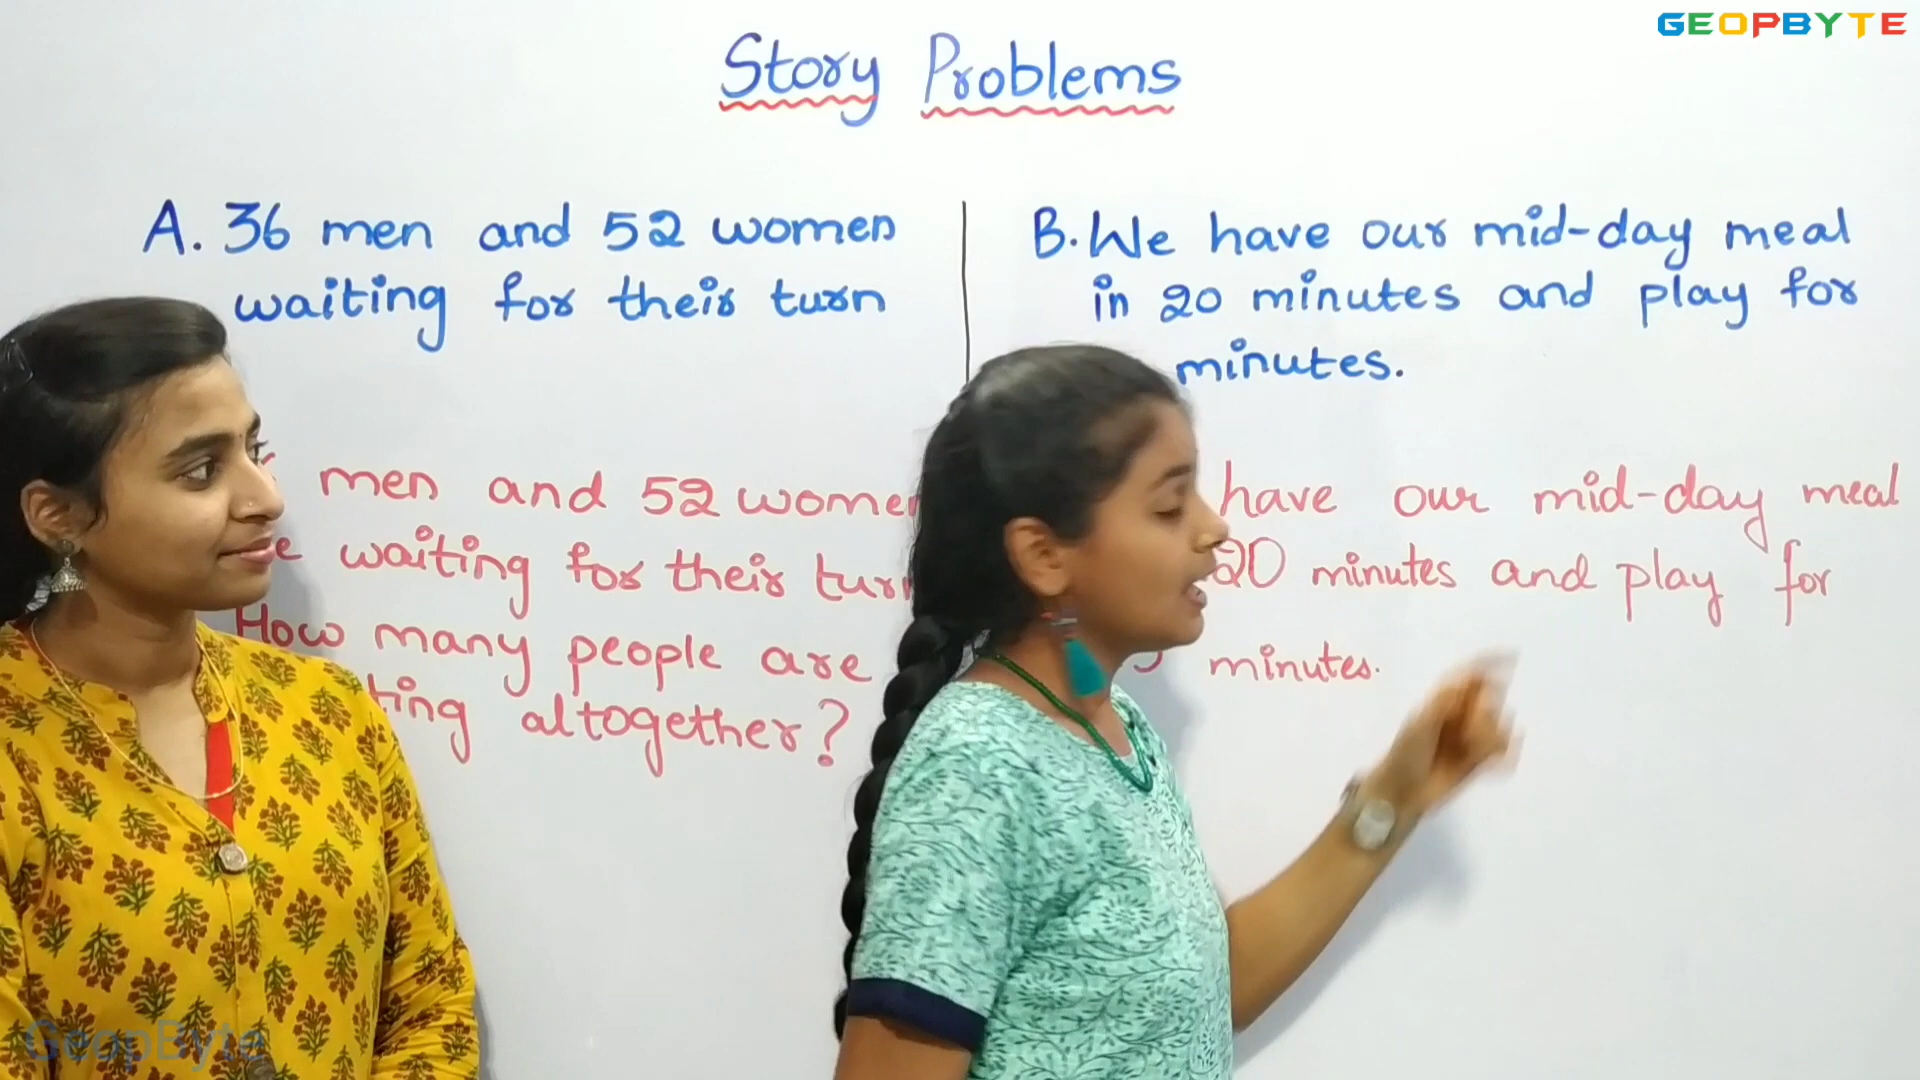 GEOPBYTE
Story Problems
A. 36 men and 52 women
waiting for their turn
B. We have our mid-day meal
in 20 minutes and play for
minutes.
men and 52
waiting for their
How many people are
altogether?
have our mid-day meal
20 minutes and play for
minutes.
GeopByte